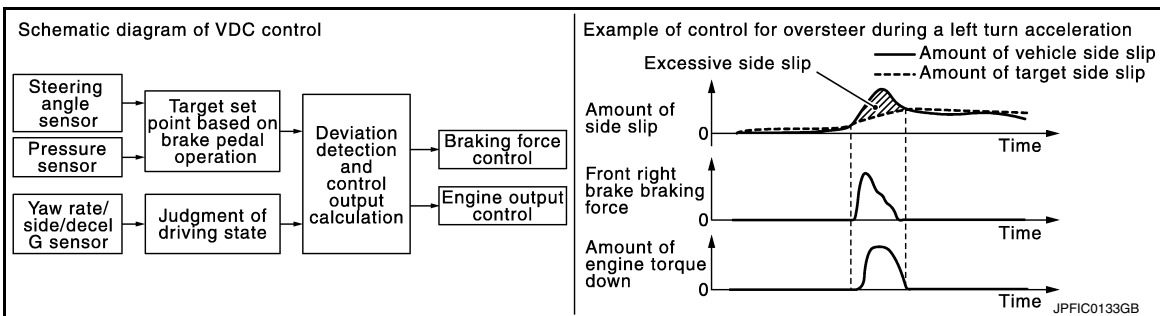 Schematic diagram of VDC control
Steering
angle
sensor
Pressure
sensor
Yaw rate/
side/decel
G sensor
Target set
point based on
brake pedal
operation
Judgment of
driving state
Deviation
detection
and
control
output
calculation
Braking force
control
Engine output
control
Example of control for oversteer during a left turn acceleration
Amount of vehicle side slip
Amount of target side slip
Excessive side slip
Amount of
side slip
0
Time
Front right
brake braking
force
0
Time
Amount of
engine torque
down
0
Time
JPFIC0133GB